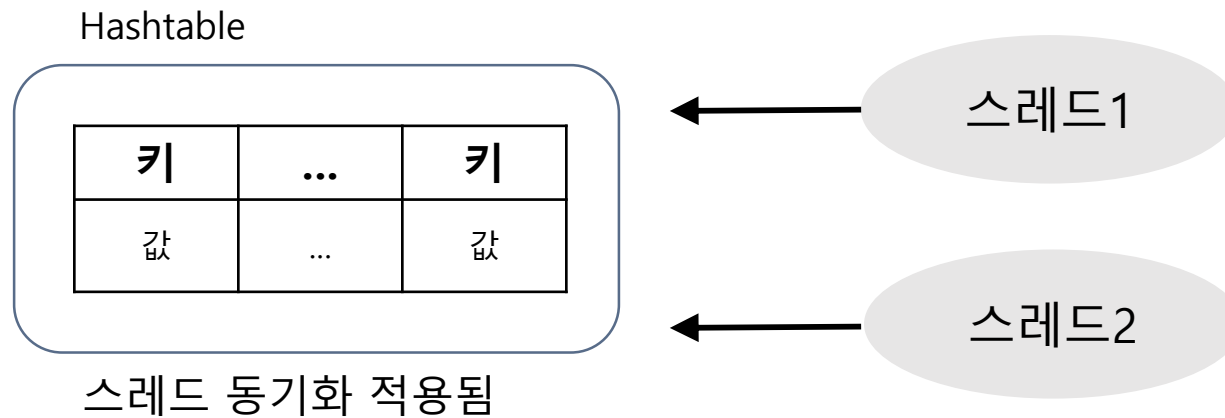 Hashtable
키 ... 키
값 ... 값
스레드 동기화 적용됨
스레드1
스레드2